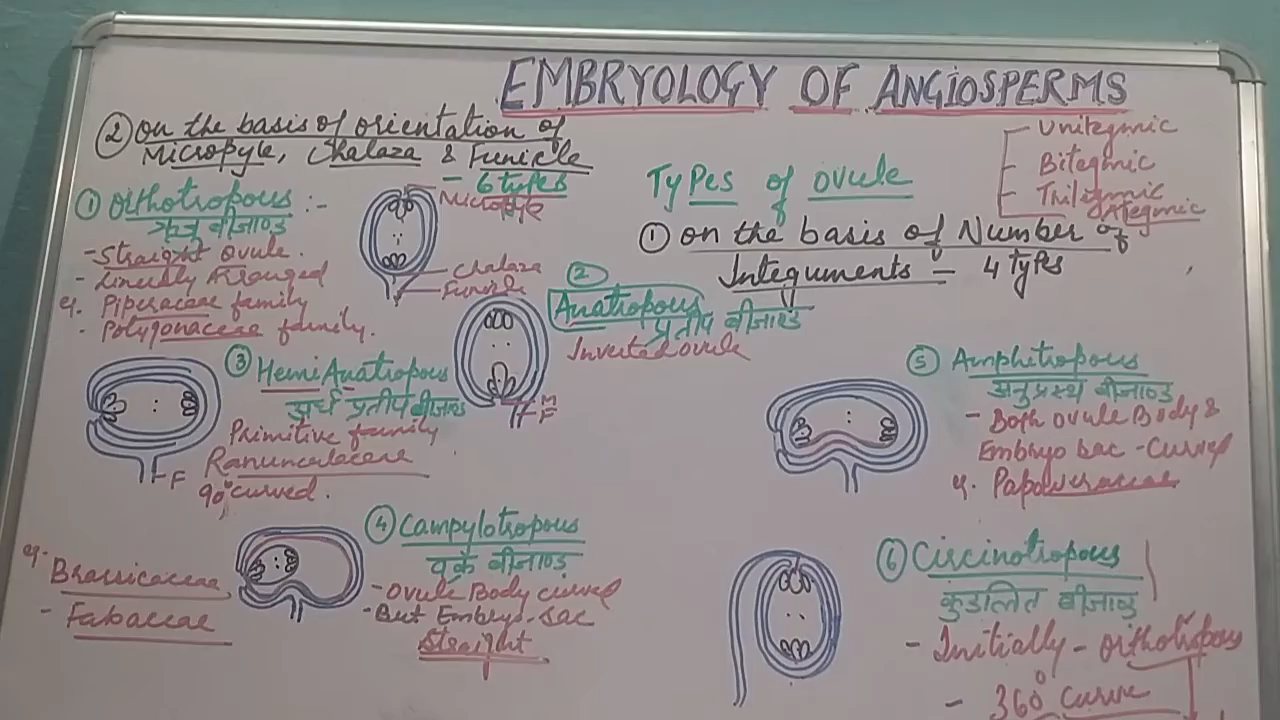 EMBRYOLOGY OF ANGIOSPERMS
Types of ovule
Unitegmic
Bitegmic
Tritegmic
Ategmic
① on the basis of Number of
Integuments - 4 types
② on the basis of orientation of
Micropyle, Chalaza & Funicle
- 6 types
① Orthotropous :-
ऋजु बीजाण्ड
- Straight ovule.
- Linearly Arranged
eg. Piperaceae family
- Polygonaceae family.
Micropyle
Chalaza
Funicle
②
Anatropous
प्रतीप बीजाण्ड
Inverted ovule
M
F
③ Hemi Anatropous
अर्ध प्रतीप बीजाण्ड
Primitive family
Ranunculaceae
90° curved.
F
④ Campylotropous
वक्र बीजाण्ड
- Ovule Body curved
- But Embryo-sac
Straight
eg. Brassicaceae
- Fabaceae
⑤ Amphitropous
अनुप्रस्थ बीजाण्ड
- Both ovule Body &
Embryo sac - Curved
eg. Papaveraceae
⑥ Circinotropous
कुंडलित बीजाण्ड
- Initially - orthotropous
- 360° curve